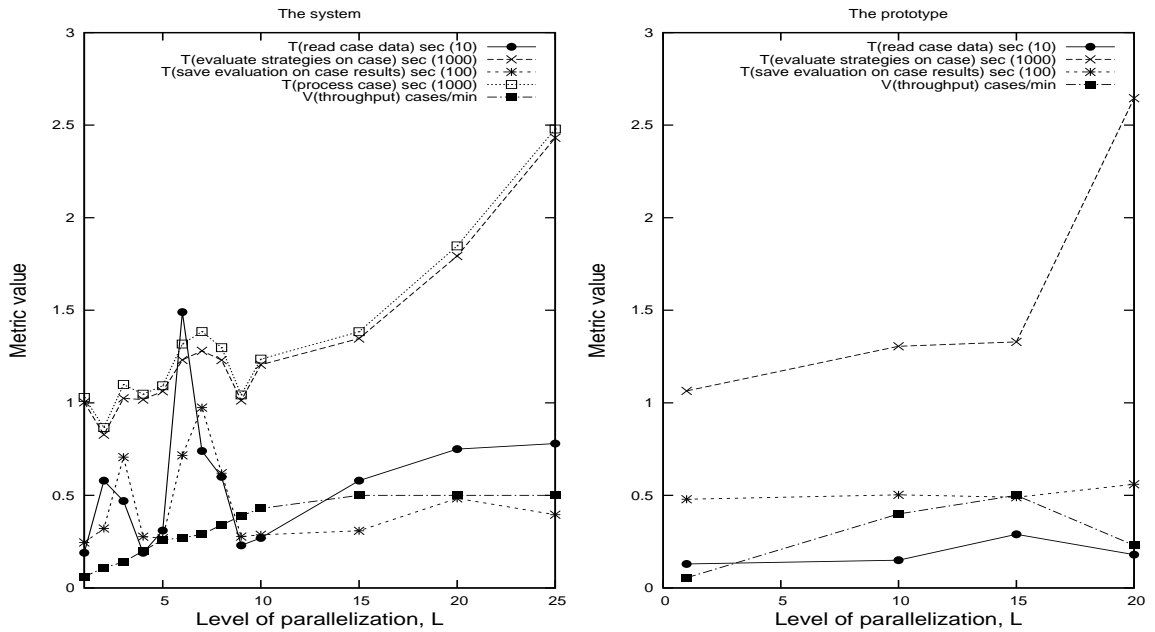 The system
3
T(read case data) sec (10)
T(evaluate strategies on case) sec (1000)
T(save evaluation on case results) sec (100)
T(process case) sec (1000)
V(throughput) cases/min
2.5
2
1.5
1
0.5
0
Metric value
5
10
15
20
25
Level of parallelization, L
The prototype
3
T(read case data) sec (10)
T(evaluate strategies on case) sec (1000)
T(save evaluation on case results) sec (100)
V(throughput) cases/min
2.5
2
1.5
1
0.5
0
Metric value
0
5
10
15
20
Level of parallelization, L